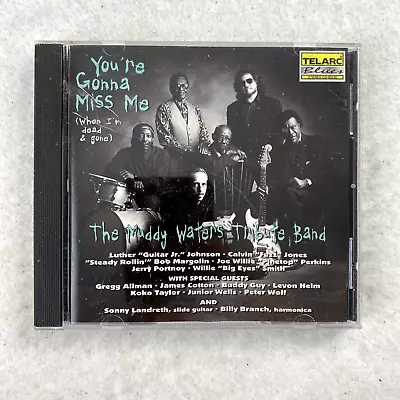 You're
Gonna
Miss Me
(When I'm
dead
& gone)
TELARC
Blues
The Muddy Waters Tribute Band
Luther "Guitar Jr." Johnson • Calvin "Fuzz" Jones
"Steady Rollin'" Bob Margolin • Joe Willie "Pinetop" Perkins
Jerry Portnoy • Willie "Big Eyes" Smith
WITH SPECIAL GUESTS
Gregg Allman • James Cotton • Buddy Guy • Levon Helm
Koko Taylor • Junior Wells • Peter Wolf
AND
Sonny Landreth, slide guitar • Billy Branch, harmonica